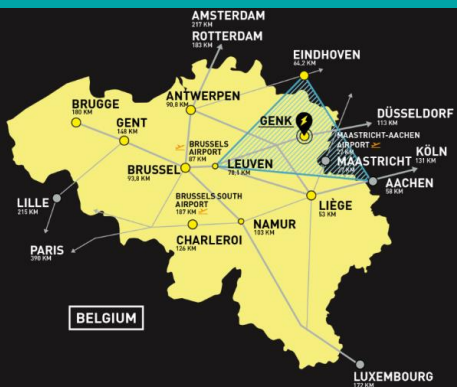 AMSTERDAM
217 KM
ROTTERDAM
183 KM
EINDHOVEN
64,2 KM
ANTWERPEN
90,8 KM
BRUGGE
180 KM
GENK
DÜSSELDORF
113 KM
GENT
148 KM
MAASTRICHT-AACHEN
AIRPORT
BRUSSELS
AIRPORT
87 KM
KÖLN
131 KM
MAASTRICHT
BRUSSEL
93,8 KM
LEUVEN
70,1 KM
AACHEN
58 KM
LILLE
215 KM
BRUSSELS SOUTH
AIRPORT
107 KM
LIÈGE
53 KM
NAMUR
103 KM
PARIS
390 KM
CHARLEROI
126 KM
BELGIUM
LUXEMBOURG
172 KM